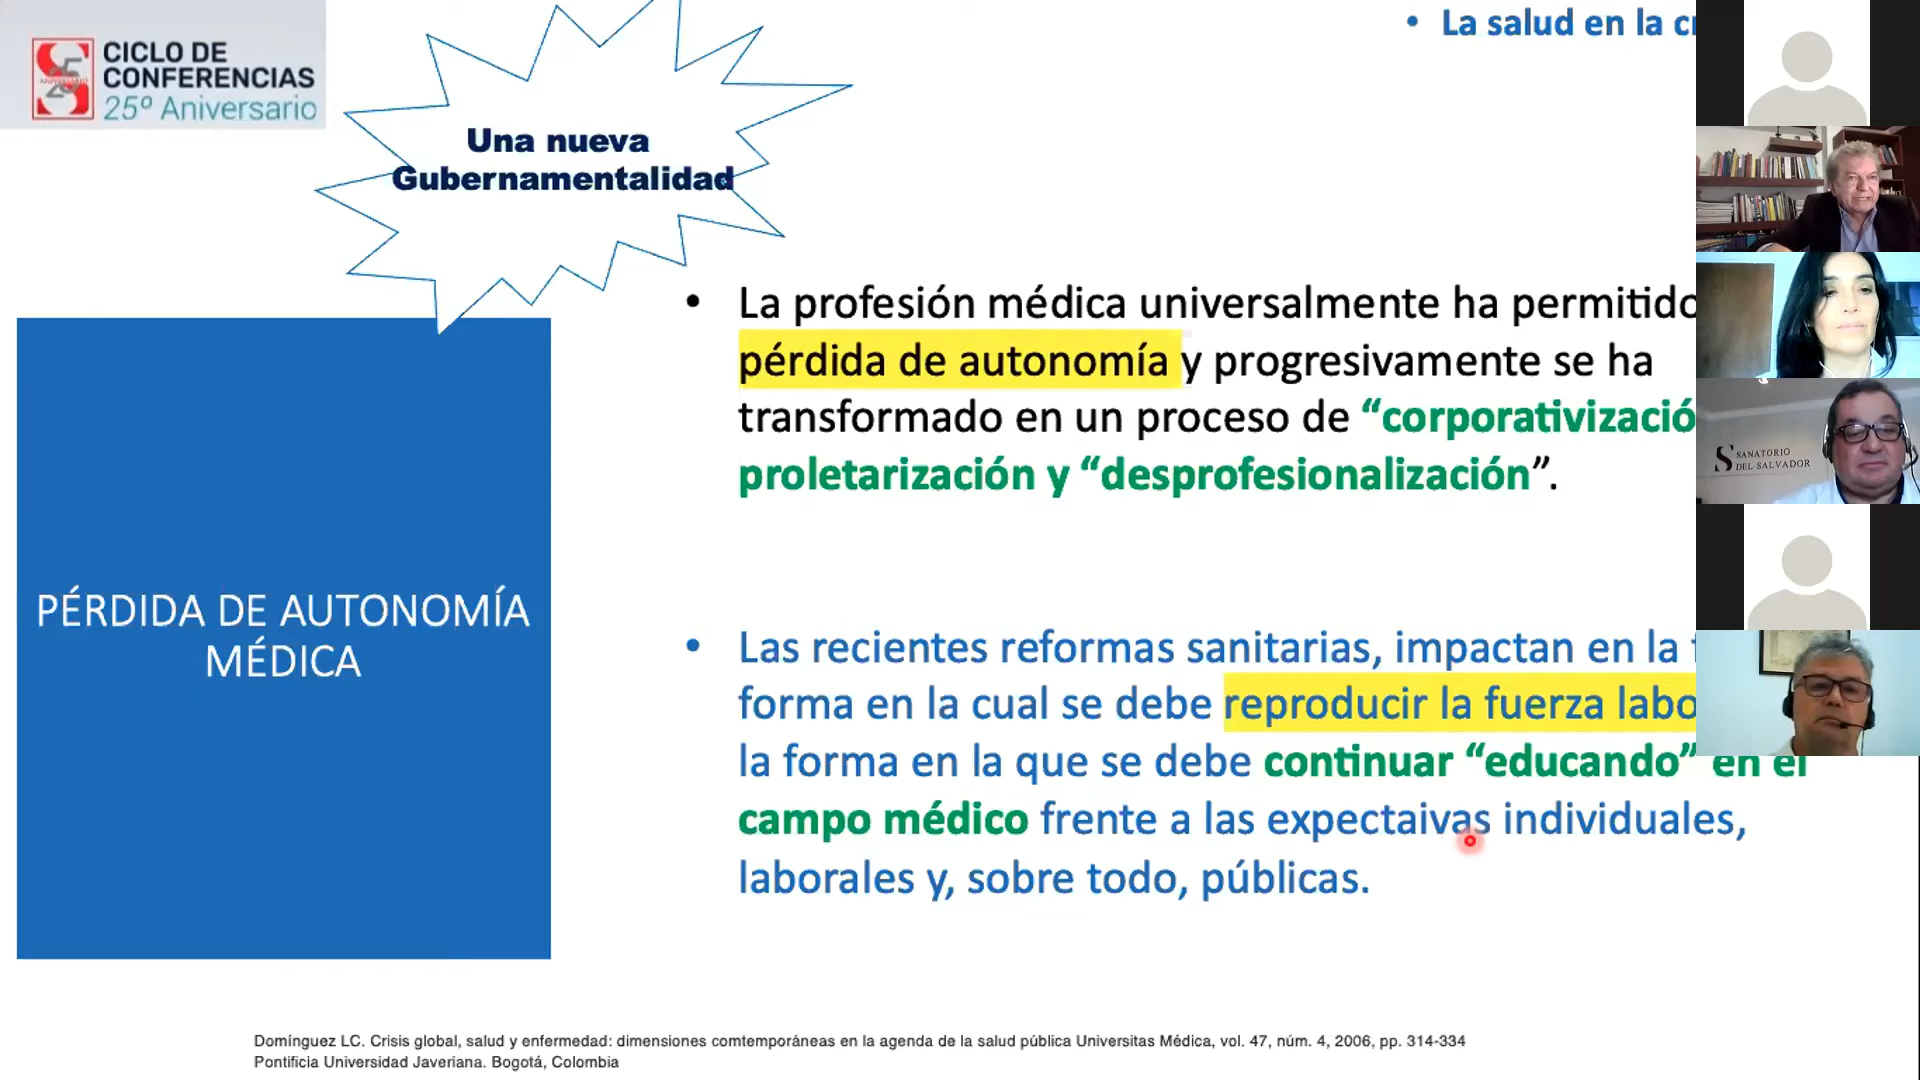 CICLO DE
CONFERENCIAS
25º Aniversario
Una nueva
Gubernamentalidad
• La salud en la
• La profesión médica universalmente ha permitido
pérdida de autonomía y progresivamente se ha
transformado en un proceso de “corporativizació
proletarización y “desprofesionalización”.
PÉRDIDA DE AUTONOMÍA
MÉDICA
• Las recientes reformas sanitarias, impactan en la
forma en la cual se debe reproducir la fuerza labo
la forma en la que se debe continuar “educando” en el
campo médico frente a las expectaivas individuales,
laborales y, sobre todo, públicas.
SANATORIO
DEL SALVADOR
Domínguez LC. Crisis global, salud y enfermedad: dimensiones comtemporáneas en la agenda de la salud pública Universitas Médica, vol. 47, núm. 4, 2006, pp. 314-334
Pontificia Universidad Javeriana. Bogotá, Colombia